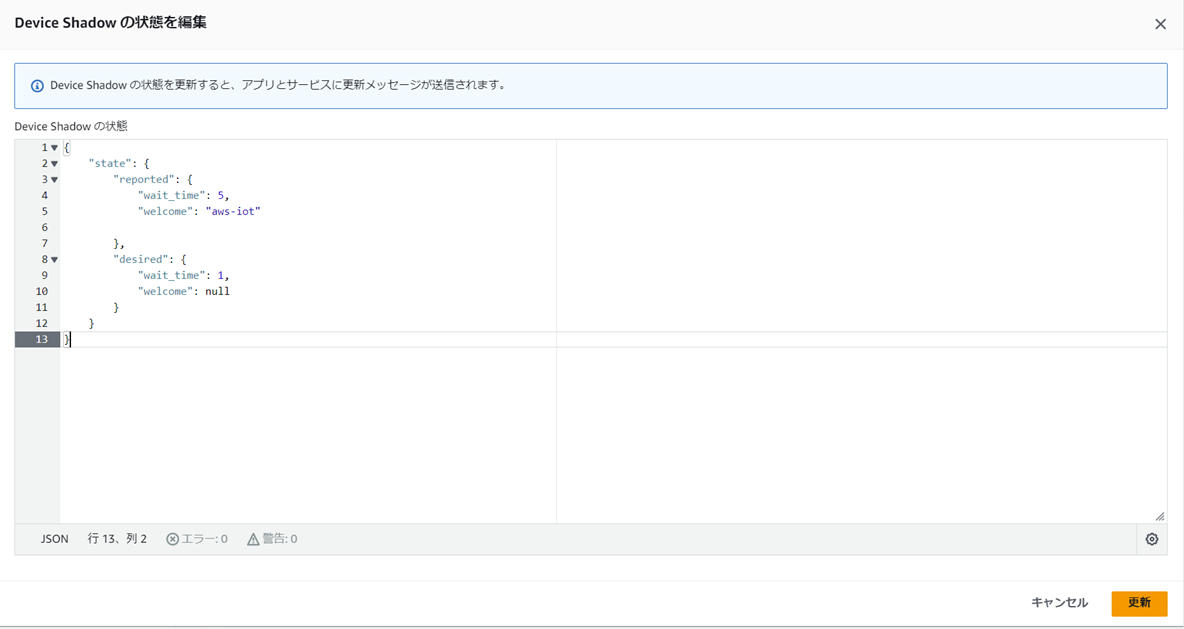 Device Shadow の状態を編集
Device Shadow の状態を更新すると、アプリとサービスに更新メッセージが送信されます。
Device Shadow の状態
1 {
2     "state": {
3         "reported": {
4             "wait_time": 5,
5             "welcome": "aws-iot"
6
7         },
8         "desired": {
9             "wait_time": 1,
10             "welcome": null
11         }
12     }
13 }
JSON 行 13、列 2 エラー: 0 警告: 0
キャンセル 更新